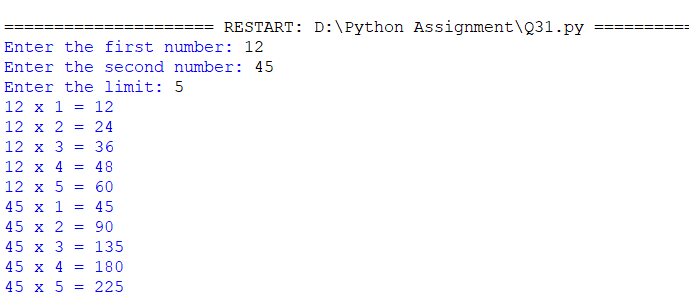 ===================== RESTART: D:\Python Assignment\Q31.py ==========
Enter the first number: 12
Enter the second number: 45
Enter the limit: 5
12 x 1 = 12
12 x 2 = 24
12 x 3 = 36
12 x 4 = 48
12 x 5 = 60
45 x 1 = 45
45 x 2 = 90
45 x 3 = 135
45 x 4 = 180
45 x 5 = 225